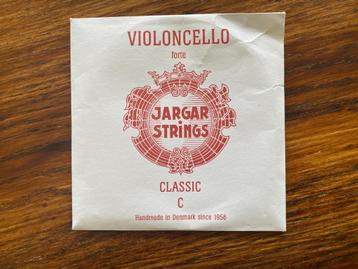 VIOLONCELLO
forte
JARGAR
STRINGS
CLASSIC
C
Handmade in Denmark since 1956